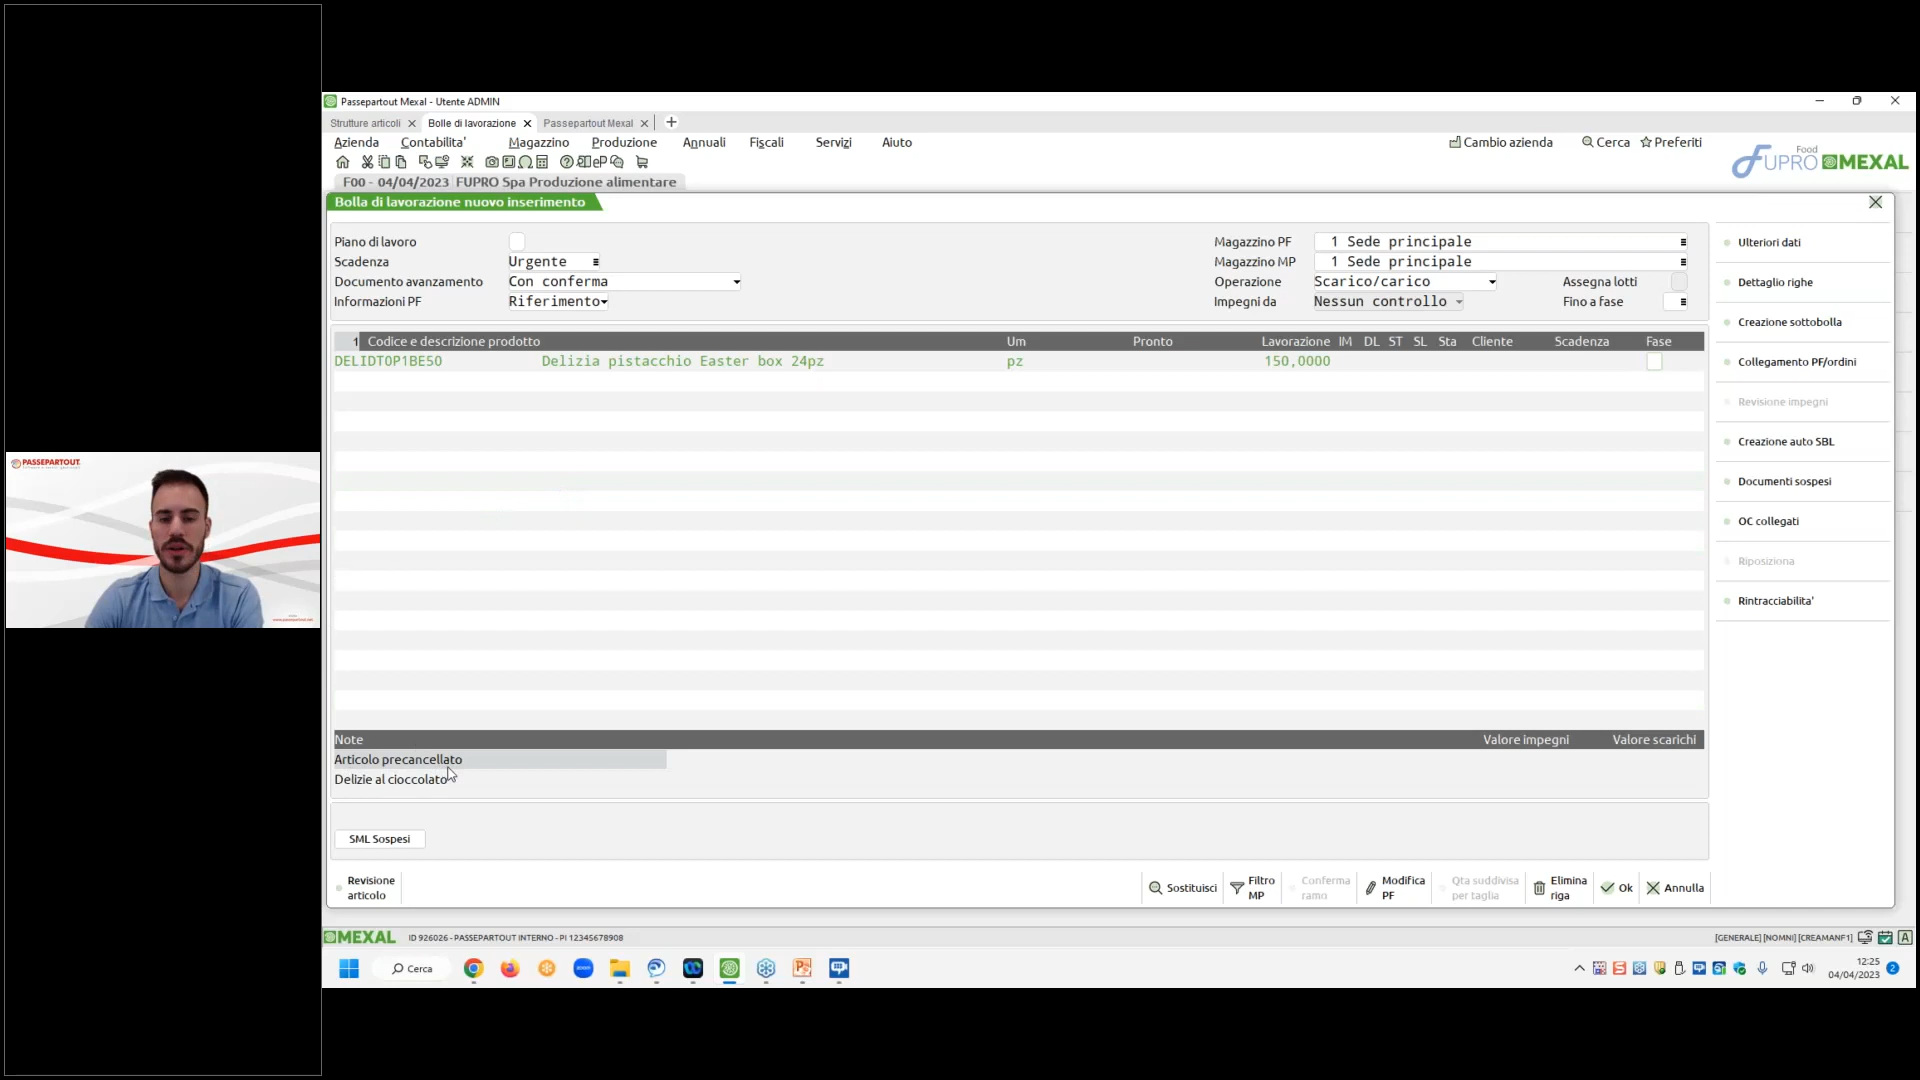 Passepartout Mexal - Utente ADMIN
Strutture articoli
Bolle di lavorazione
Passepartout Mexal
Azienda
Contabilita'
Magazzino
Produzione
Annuali
Fiscali
Servizi
Aiuto
Cambio azienda
Cerca
Preferiti
Food
FUPRO
MEXAL
F00 - 04/04/2023
FUPRO Spa Produzione alimentare
Bolla di lavorazione nuovo inserimento
Piano di lavoro
Scadenza Urgente
Documento avanzamento Con conferma
Informazioni PF Riferimento
Magazzino PF 1 Sede principale
Magazzino MP 1 Sede principale
Operazione Scarico/carico Assegna lotti
Impegni da Nessun controllo Fino a fase
1 Codice e descrizione prodotto Um Pronto Lavorazione IM DL ST SL Sta Cliente Scadenza Fase
DELIDT0P1BE50 Delizia pistacchio Easter box 24pz pz 150,0000
Ulteriori dati
Dettaglio righe
Creazione sottobolla
Collegamento PF/ordini
Revisione impegni
Creazione auto SBL
Documenti sospesi
OC collegati
Riposiziona
Rintracciabilita'
PASSEPARTOUT
Note Valore impegni Valore scarichi
Articolo precancellato
Delizie al cioccolato
SML Sospesi
Revisione
articolo
Sostituisci
Filtro
MP
Conferma
ramo
Modifica
PF
Qta suddivisa
per taglia
Elimina
riga
Ok
Annulla
MEXAL
ID 926026 - PASSEPARTOUT INTERNO - PI 12345678908
[GENERALE] [NOMNI] [CREAMANF1]
A
Cerca
12:25
04/04/2023
2